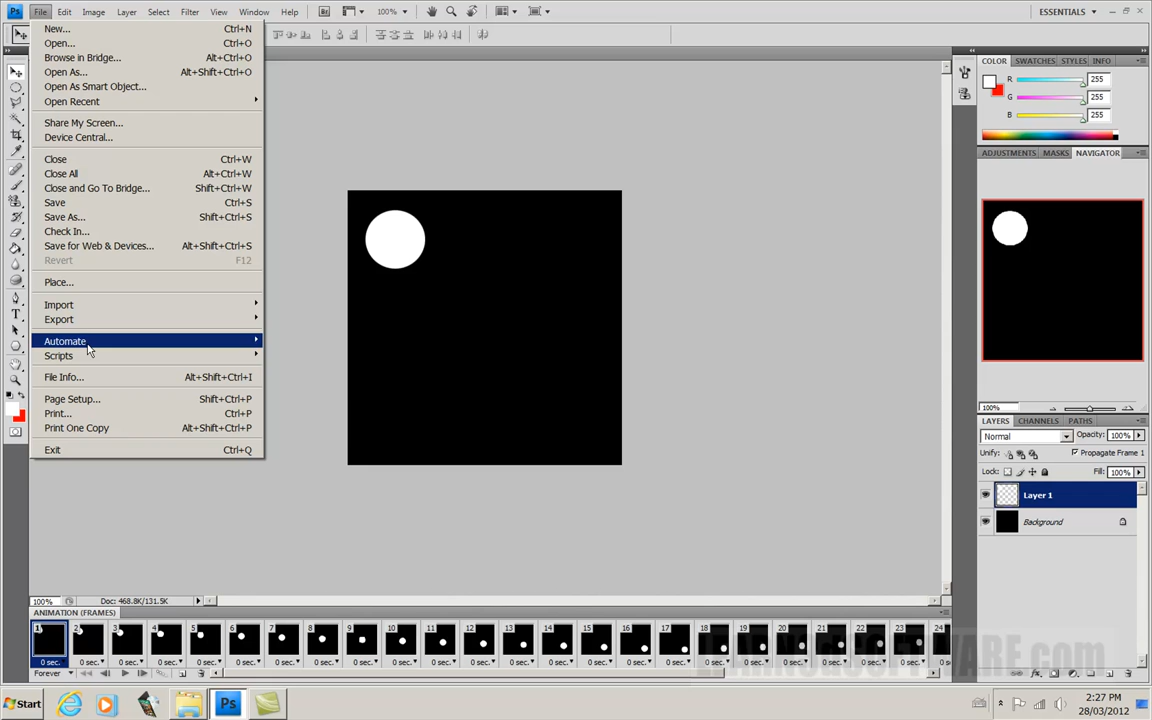 Ps File Edit Image Layer Select Filter View Window Help Br 100% ESSENTIALS
New... Ctrl+N
Open... Ctrl+O
Browse in Bridge... Alt+Ctrl+O
Open As... Alt+Shift+Ctrl+O
Open As Smart Object...
Open Recent
Share My Screen...
Device Central...
Close Ctrl+W
Close All Alt+Ctrl+W
Close and Go To Bridge... Shift+Ctrl+W
Save Ctrl+S
Save As... Shift+Ctrl+S
Check In...
Save for Web & Devices... Alt+Shift+Ctrl+S
Revert F12
Place...
Import
Export
Automate
Scripts
File Info... Alt+Shift+Ctrl+I
Page Setup... Shift+Ctrl+P
Print... Ctrl+P
Print One Copy Alt+Shift+Ctrl+P
Exit Ctrl+Q
COLOR SWATCHES STYLES INFO
R 255
G 255
B 255
ADJUSTMENTS MASKS NAVIGATOR
100%
LAYERS CHANNELS PATHS
Normal Opacity: 100%
Unify: Propagate Frame 1
Lock: Fill: 100%
Layer 1
Background
100% Doc: 468.8K/131.5K
ANIMATION (FRAMES)
1 2 3 4 5 6 7 8 9 10 11 12 13 14 15 16 17 18 19 20 21 22 23 24
0 sec. 0 sec. 0 sec. 0 sec. 0 sec. 0 sec. 0 sec. 0 sec. 0 sec. 0 sec. 0 sec. 0 sec. 0 sec. 0 sec. 0 sec. 0 sec. 0 sec. 0 sec. 0 sec. 0 sec. 0 sec. 0 sec. 0 sec. 0 sec.
Forever
Start Ps 2:27 PM
28/03/2012